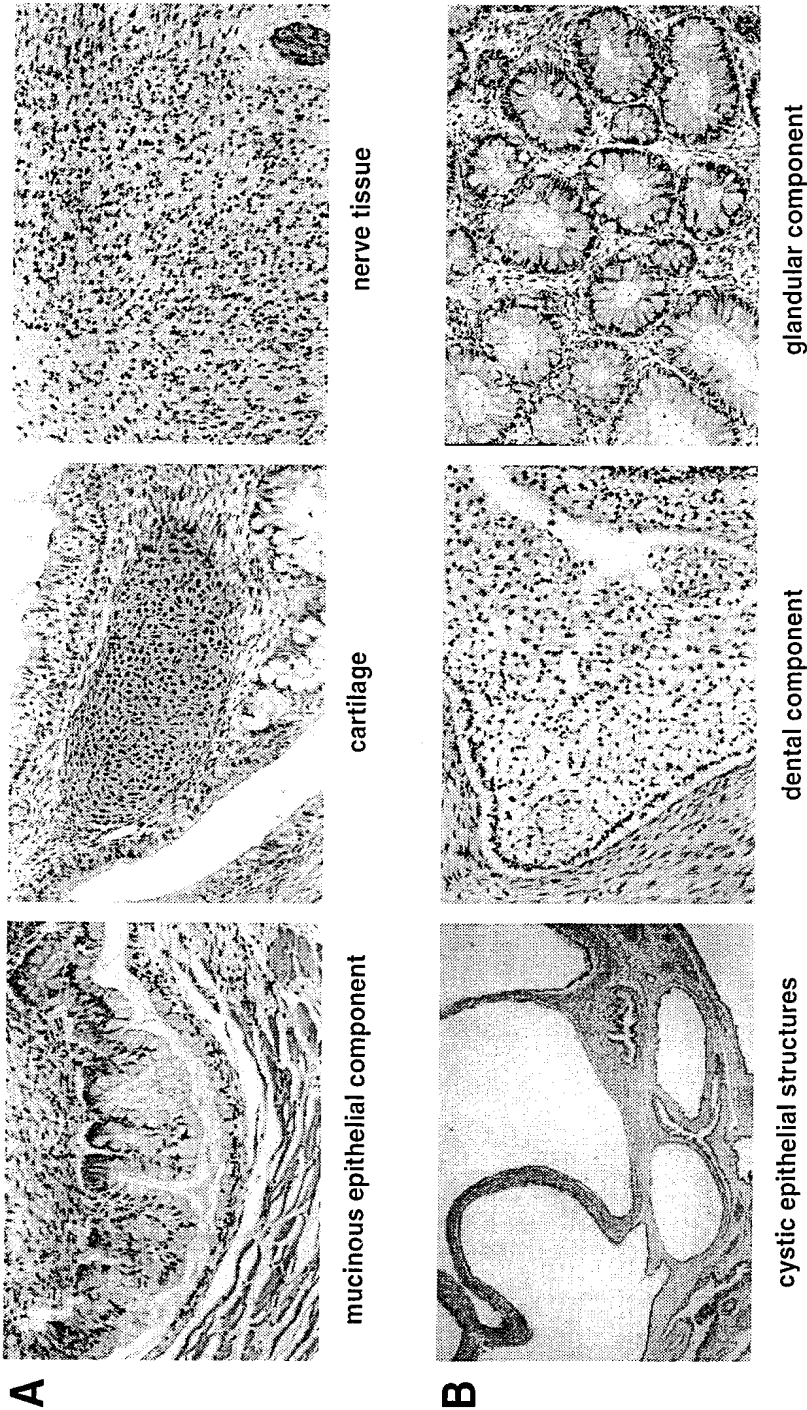 A
mucinous epithelial component
cartilage
nerve tissue
B
cystic epithelial structures
dental component
glandular component